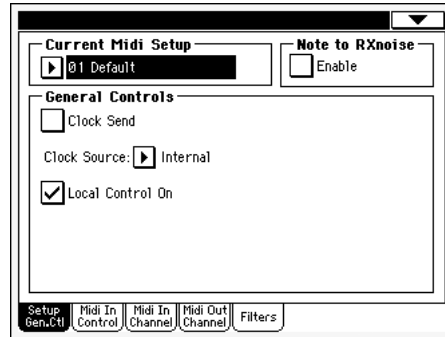 Current Midi Setup
Note to RXnoise
01 Default
Enable
General Controls
Clock Send
Clock Source: Internal
Local Control On
Setup Gen.Ctl
Midi In Control
Midi In Channel
Midi Out Channel
Filters